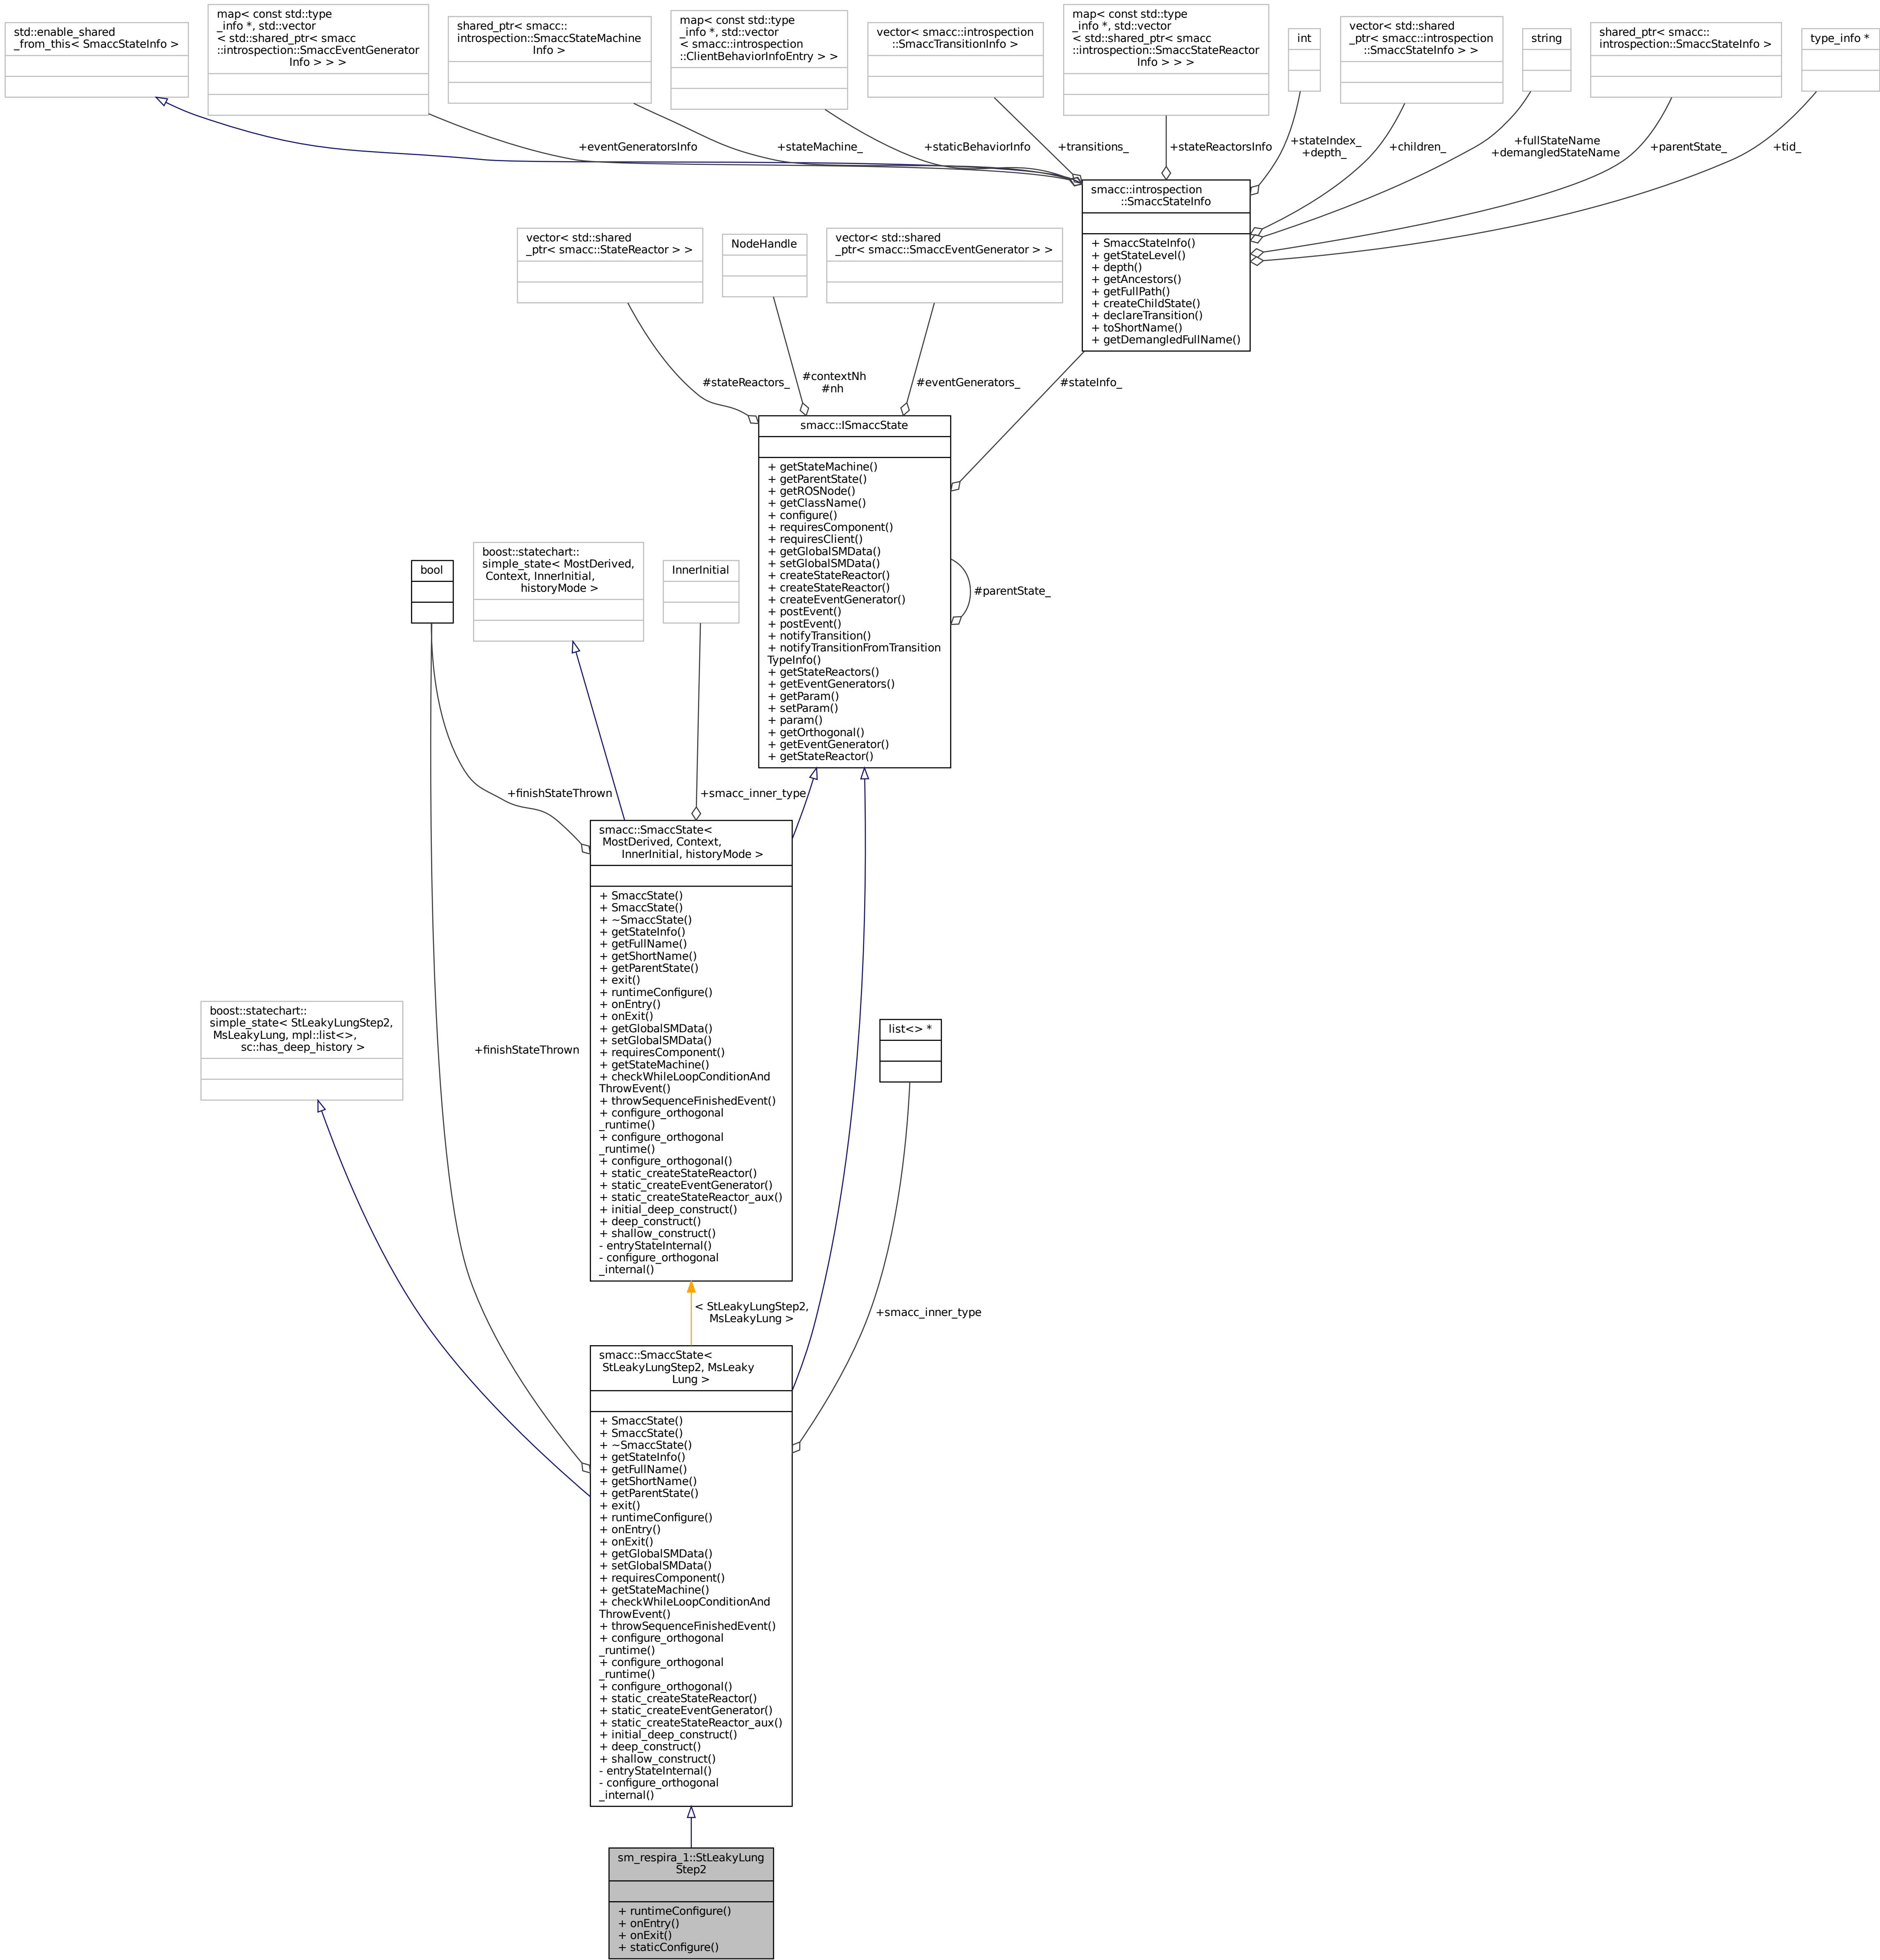 std::enable_shared
_from_this< SmaccStateInfo >
map< const std::type
_info *, std::vector
< std::shared_ptr< smacc
::introspection::SmaccEventGenerator
Info > > >
shared_ptr< smacc::
introspection::SmaccStateMachine
Info >
map< const std::type
_info *, std::vector
< smacc::introspection
::ClientBehaviorInfoEntry > >
vector< smacc::introspection
::SmaccTransitionInfo >
map< const std::type
_info *, std::vector
< std::shared_ptr< smacc
::introspection::SmaccStateReactor
Info > > >
int
vector< std::shared
_ptr< smacc::introspection
::SmaccStateInfo > >
string
shared_ptr< smacc::
introspection::SmaccStateInfo >
type_info *
+eventGeneratorsInfo
+stateMachine_
+staticBehaviorInfo
+transitions_
+stateReactorsInfo
+stateIndex_
+depth_
+children_
+fullStateName
+demangledStateName
+parentState_
+tid_
smacc::introspection
::SmaccStateInfo
+ SmaccStateInfo()
+ getStateLevel()
+ depth()
+ getAncestors()
+ getFullPath()
+ createChildState()
+ declareTransition()
+ toShortName()
+ getDemangledFullName()
vector< std::shared
_ptr< smacc::StateReactor > >
NodeHandle
vector< std::shared
_ptr< smacc::SmaccEventGenerator > >
#stateReactors_
#contextNh
#nh
#eventGenerators_
#stateInfo_
smacc::ISmaccState
+ getStateMachine()
+ getParentState()
+ getROSNode()
+ getClassName()
+ configure()
+ requiresComponent()
+ requiresClient()
+ getGlobalSMData()
+ setGlobalSMData()
+ createStateReactor()
+ createStateReactor()
+ createEventGenerator()
+ postEvent()
+ postEvent()
+ notifyTransition()
+ notifyTransitionFromTransition
TypeInfo()
+ getStateReactors()
+ getEventGenerators()
+ getParam()
+ setParam()
+ param()
+ getOrthogonal()
+ getEventGenerator()
+ getStateReactor()
#parentState_
bool
boost::statechart::
simple_state< MostDerived,
Context, InnerInitial,
historyMode >
InnerInitial
+finishStateThrown
+smacc_inner_type
smacc::SmaccState<
MostDerived, Context,
InnerInitial, historyMode >
+ SmaccState()
+ SmaccState()
+ ~SmaccState()
+ getStateInfo()
+ getFullName()
+ getShortName()
+ getParentState()
+ exit()
+ runtimeConfigure()
+ onEntry()
+ onExit()
+ getGlobalSMData()
+ setGlobalSMData()
+ requiresComponent()
+ getStateMachine()
+ checkWhileLoopConditionAnd
ThrowEvent()
+ throwSequenceFinishedEvent()
+ configure_orthogonal
_runtime()
+ configure_orthogonal
_runtime()
+ configure_orthogonal()
+ static_createStateReactor()
+ static_createEventGenerator()
+ static_createStateReactor_aux()
+ initial_deep_construct()
+ deep_construct()
+ shallow_construct()
- entryStateInternal()
- configure_orthogonal
_internal()
boost::statechart::
simple_state< StLeakyLungStep2,
MsLeakyLung, mpl::list<>,
sc::has_deep_history >
+finishStateThrown
list<> *
< StLeakyLungStep2,
MsLeakyLung >
+smacc_inner_type
smacc::SmaccState<
StLeakyLungStep2, MsLeaky
Lung >
+ SmaccState()
+ SmaccState()
+ ~SmaccState()
+ getStateInfo()
+ getFullName()
+ getShortName()
+ getParentState()
+ exit()
+ runtimeConfigure()
+ onEntry()
+ onExit()
+ getGlobalSMData()
+ setGlobalSMData()
+ requiresComponent()
+ getStateMachine()
+ checkWhileLoopConditionAnd
ThrowEvent()
+ throwSequenceFinishedEvent()
+ configure_orthogonal
_runtime()
+ configure_orthogonal
_runtime()
+ configure_orthogonal()
+ static_createStateReactor()
+ static_createEventGenerator()
+ static_createStateReactor_aux()
+ initial_deep_construct()
+ deep_construct()
+ shallow_construct()
- entryStateInternal()
- configure_orthogonal
_internal()
sm_respira_1::StLeakyLung
Step2
+ runtimeConfigure()
+ onEntry()
+ onExit()
+ staticConfigure()